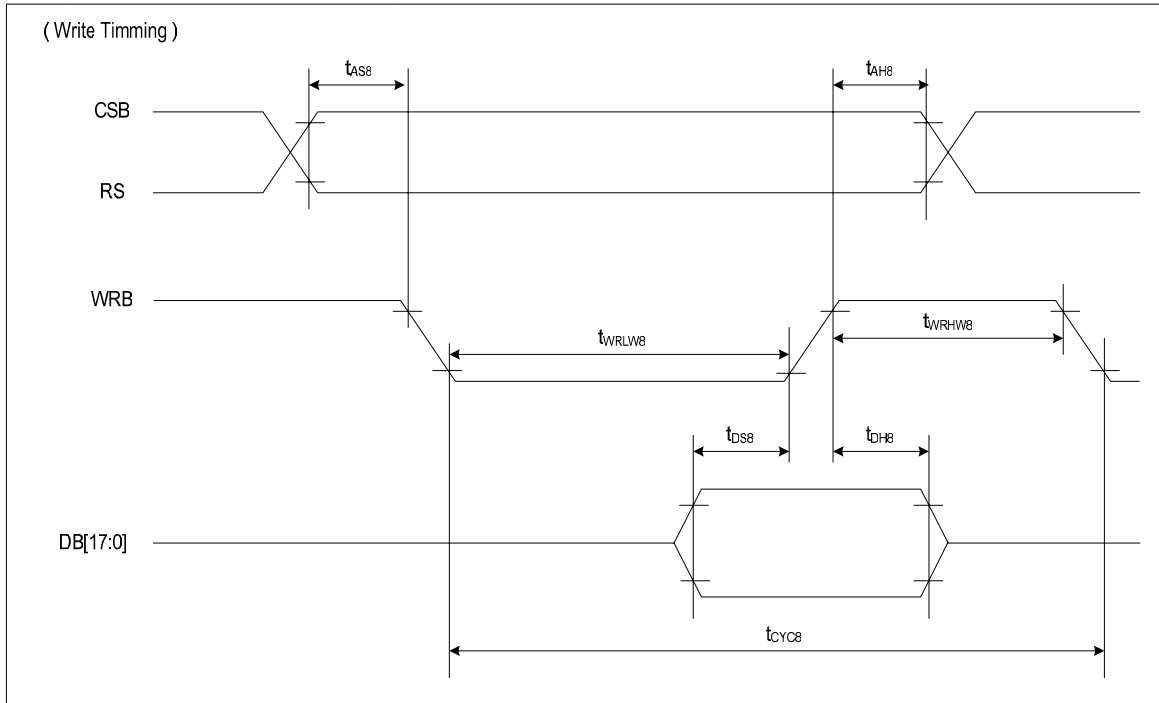 ( Write Timming )
tAS8
tAH8
CSB
RS
WRB
tWRLW8
tWRHW8
tDS8
tDH8
DB[17:0]
tCYC8